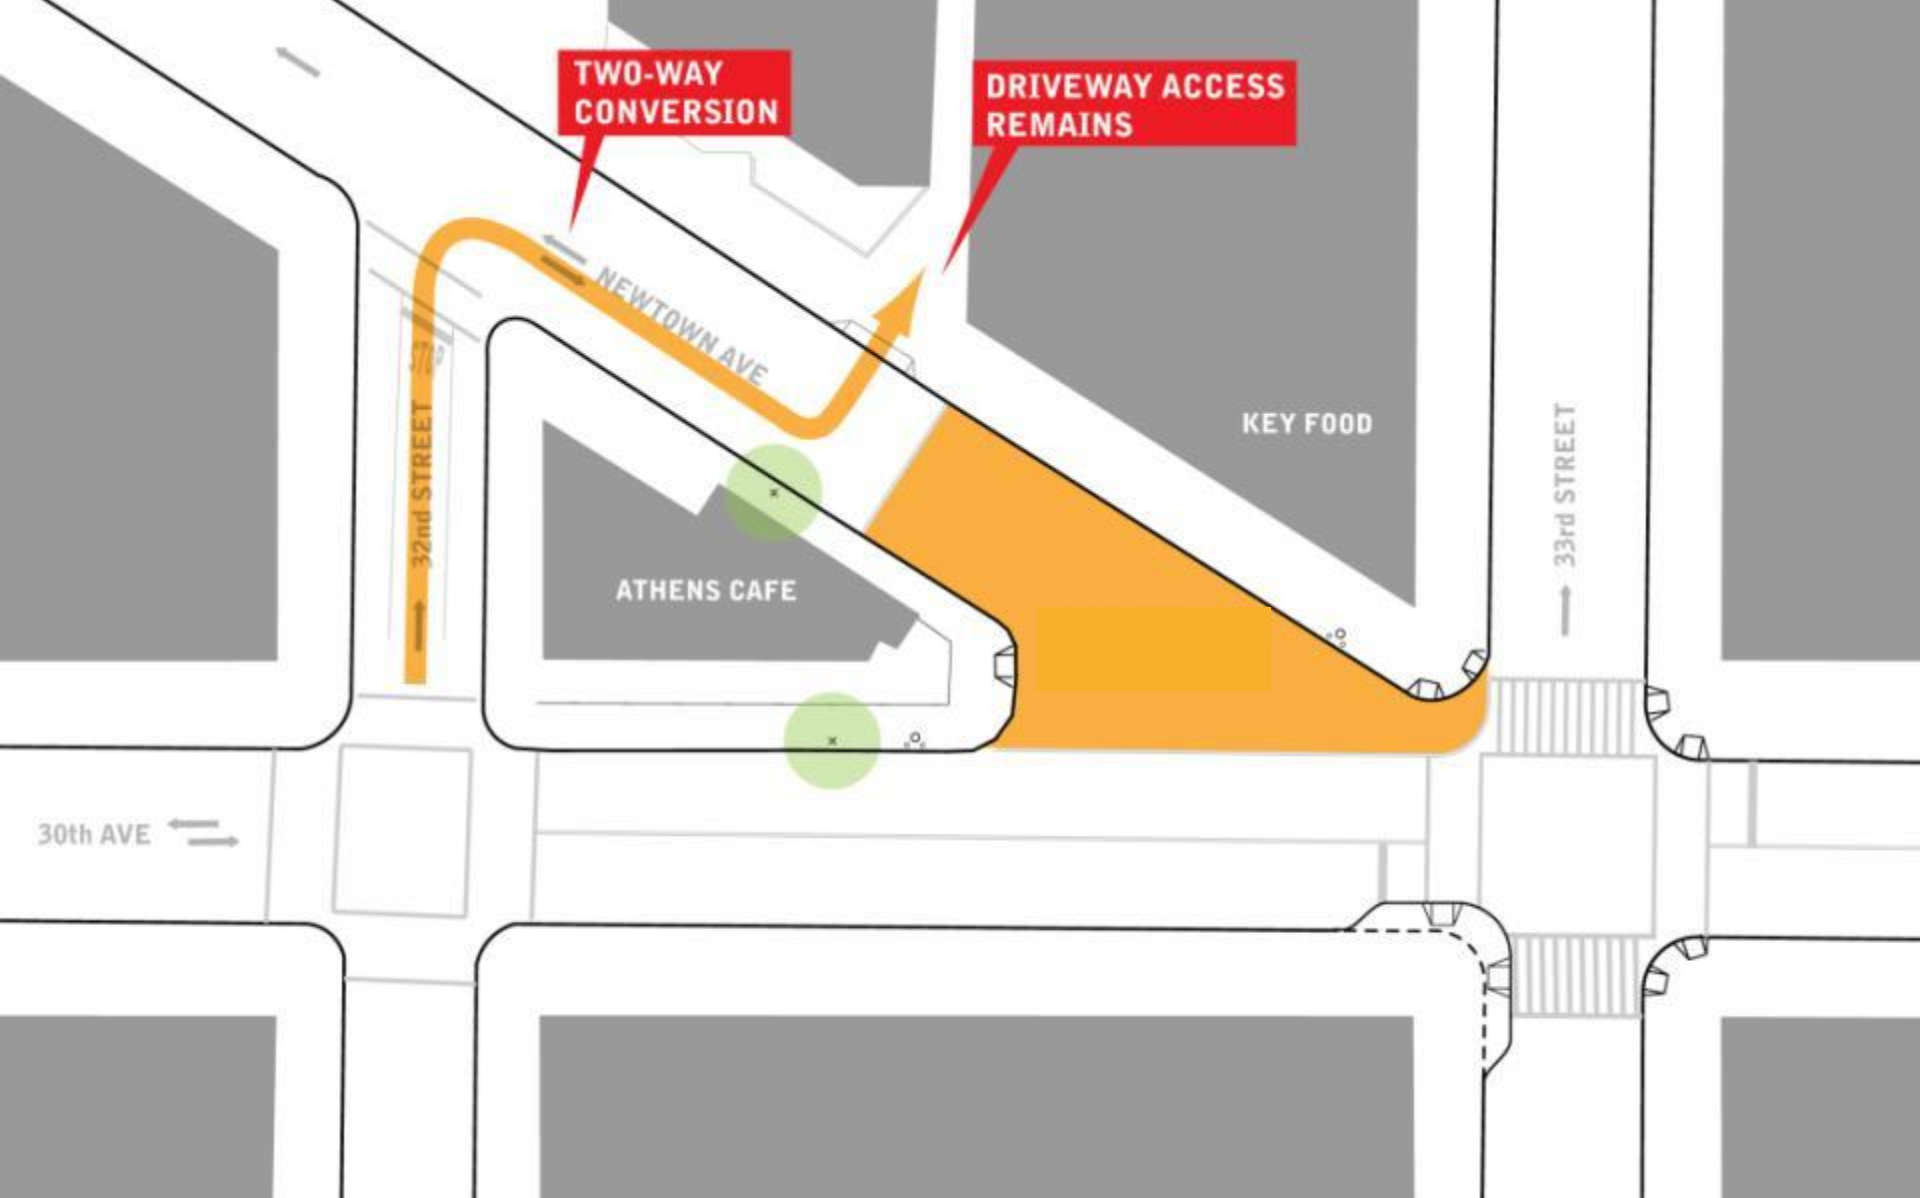 TWO-WAY
CONVERSION
DRIVEWAY ACCESS
REMAINS
NEWTOWN AVE
32nd STREET
KEY FOOD
33rd STREET
ATHENS CAFE
30th AVE